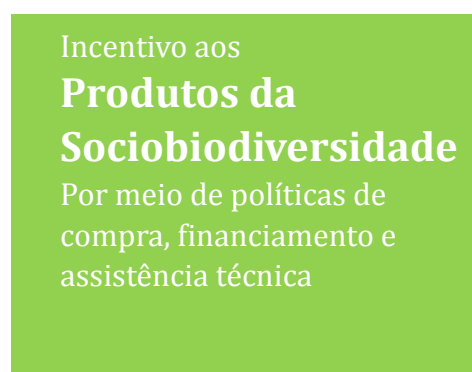 Incentivo aos
Produtos da
Sociobiodiversidade
Por meio de políticas de
compra, financiamento e
assistência técnica